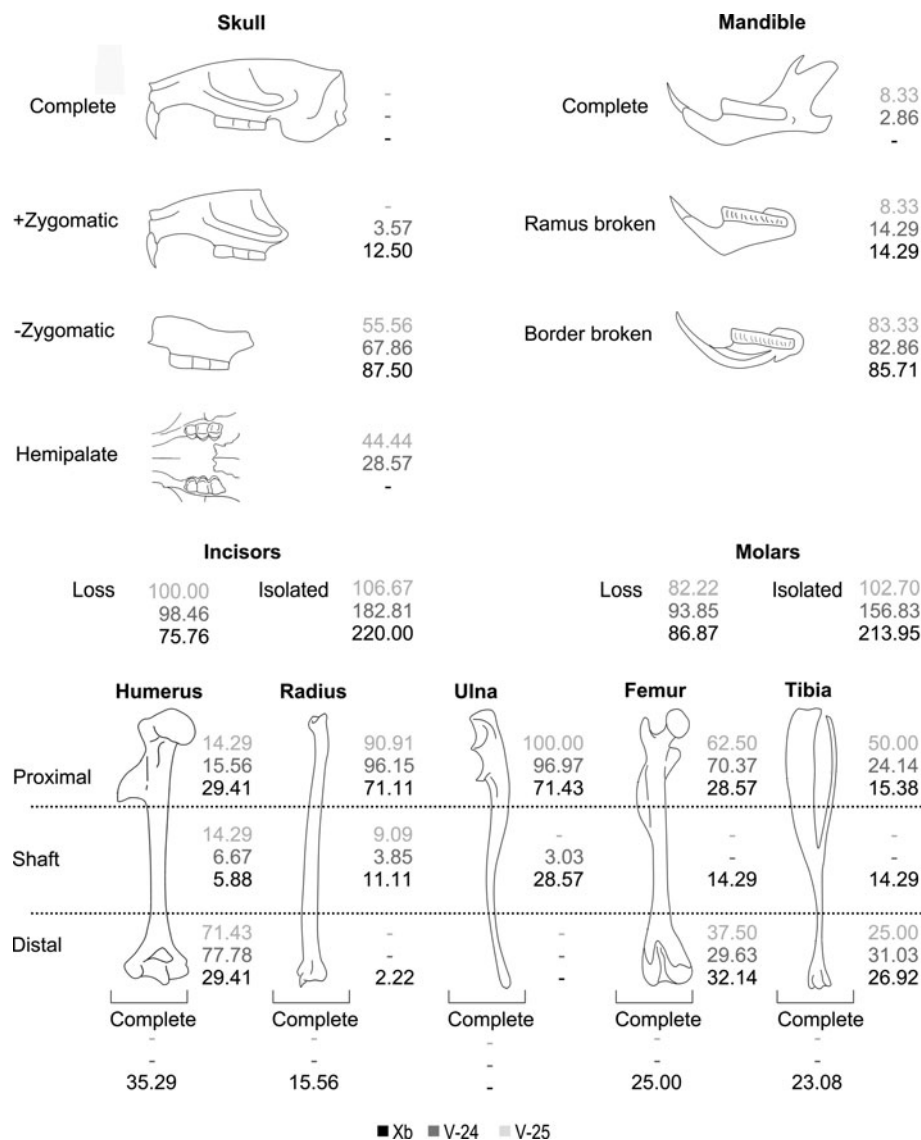 Skull
Mandible
Complete
-
-
-
Complete
8.33
2.86
-
+Zygomatic
-
3.57
12.50
Ramus broken
8.33
14.29
14.29
-Zygomatic
55.56
67.86
87.50
Border broken
83.33
82.86
85.71
Hemipalate
44.44
28.57
-
Incisors
Molars
Loss 100.00 Isolated 106.67
98.46 182.81
75.76 220.00
Loss 82.22 Isolated 102.70
93.85 156.83
86.87 213.95
Humerus Radius Ulna Femur Tibia
14.29 90.91 100.00 62.50 50.00
15.56 96.15 96.97 70.37 24.14
Proximal 29.41 71.11 71.43 28.57 15.38
14.29 9.09 - - -
Shaft 6.67 3.85 3.03 - -
5.88 11.11 28.57 14.29 14.29
Distal 71.43 - - 37.50 25.00
77.78 - - 29.63 31.03
29.41 2.22 - 32.14 26.92
Complete Complete Complete Complete Complete
- - - - -
- - - - -
35.29 15.56 - 25.00 23.08
Xb V-24 V-25